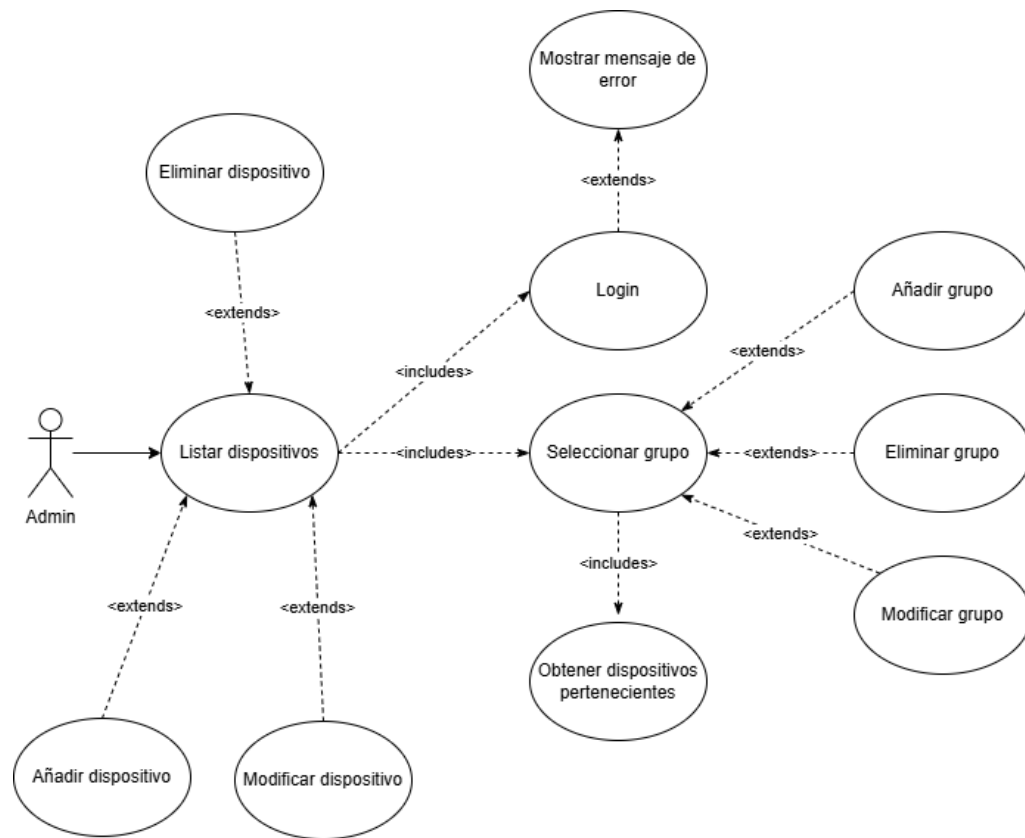 Mostrar mensaje de
error
Eliminar dispositivo
<extends>
Login
Añadir grupo
<extends>
<extends>
<includes>
Admin
Listar dispositivos
<includes>
Seleccionar grupo
<extends>
Eliminar grupo
<extends>
<includes>
<extends>
<extends>
Modificar grupo
Obtener dispositivos
pertenecientes
Añadir dispositivo
Modificar dispositivo